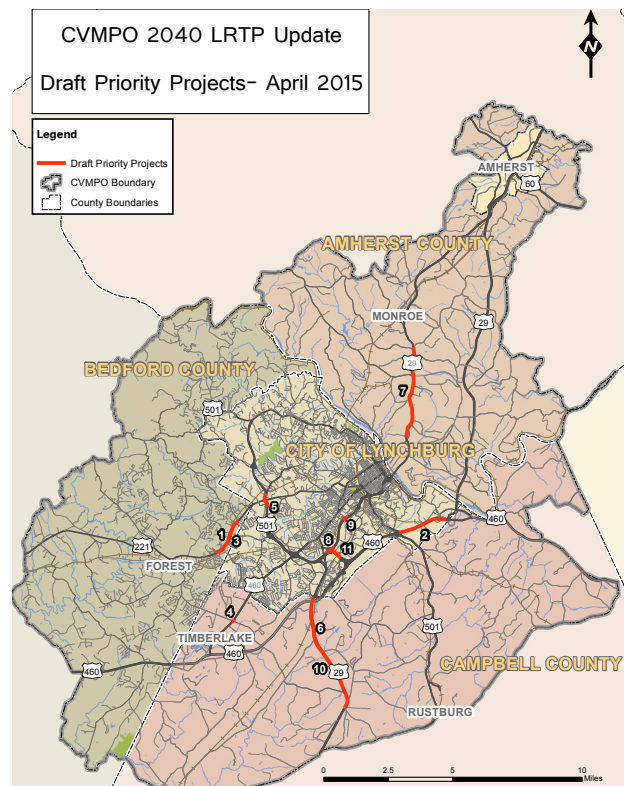 CVMPO 2040 LRTP Update
Draft Priority Projects- April 2015
N
Legend
Draft Priority Projects
CVMPO Boundary
County Boundaries
AMHERST
60
AMHERST COUNTY
MONROE
29
29
BEDFORD COUNTY
7
501
CITY OF LYNCHBURG
5
501
9
460
1
3
8
11
460
2
221
FOREST
460
4
6
TIMBERLAKE
460
501
460
10
29
CAMPBELL COUNTY
RUSTBURG
0 2.5 5 10
Miles